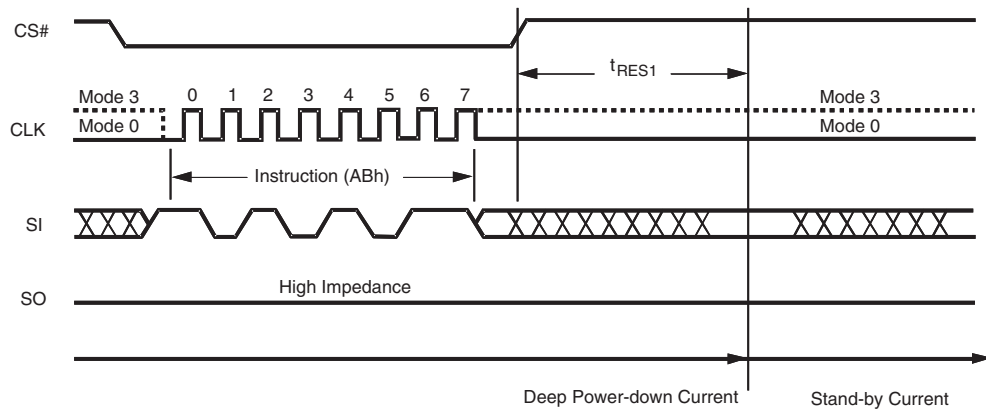 CS#
tRES1
Mode 3
0 1 2 3 4 5 6 7
Mode 3
CLK
Mode 0
Mode 0
Instruction (ABh)
SI
High Impedance
SO
Deep Power-down Current
Stand-by Current